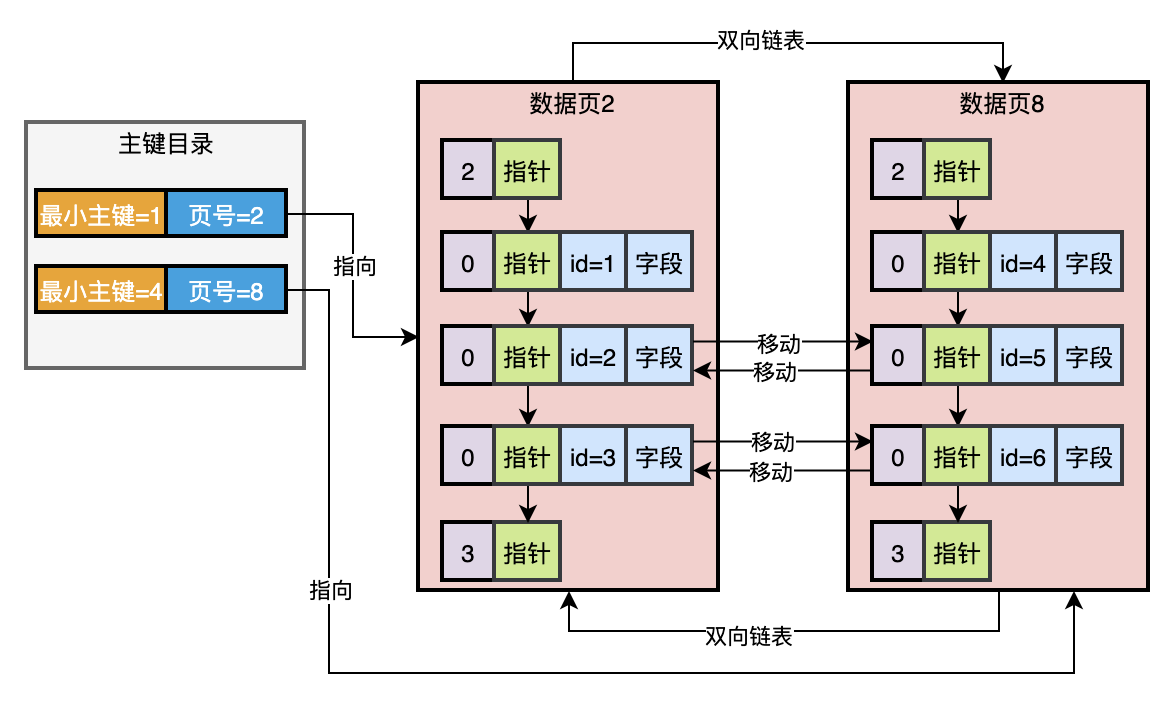 双向链表
主键目录
最小主键=1 页号=2
最小主键=4 页号=8
指向
指向
数据页2
2 指针
0 指针 id=1 字段
0 指针 id=2 字段
0 指针 id=3 字段
3 指针
移动
移动
移动
移动
数据页8
2 指针
0 指针 id=4 字段
0 指针 id=5 字段
0 指针 id=6 字段
3 指针
双向链表